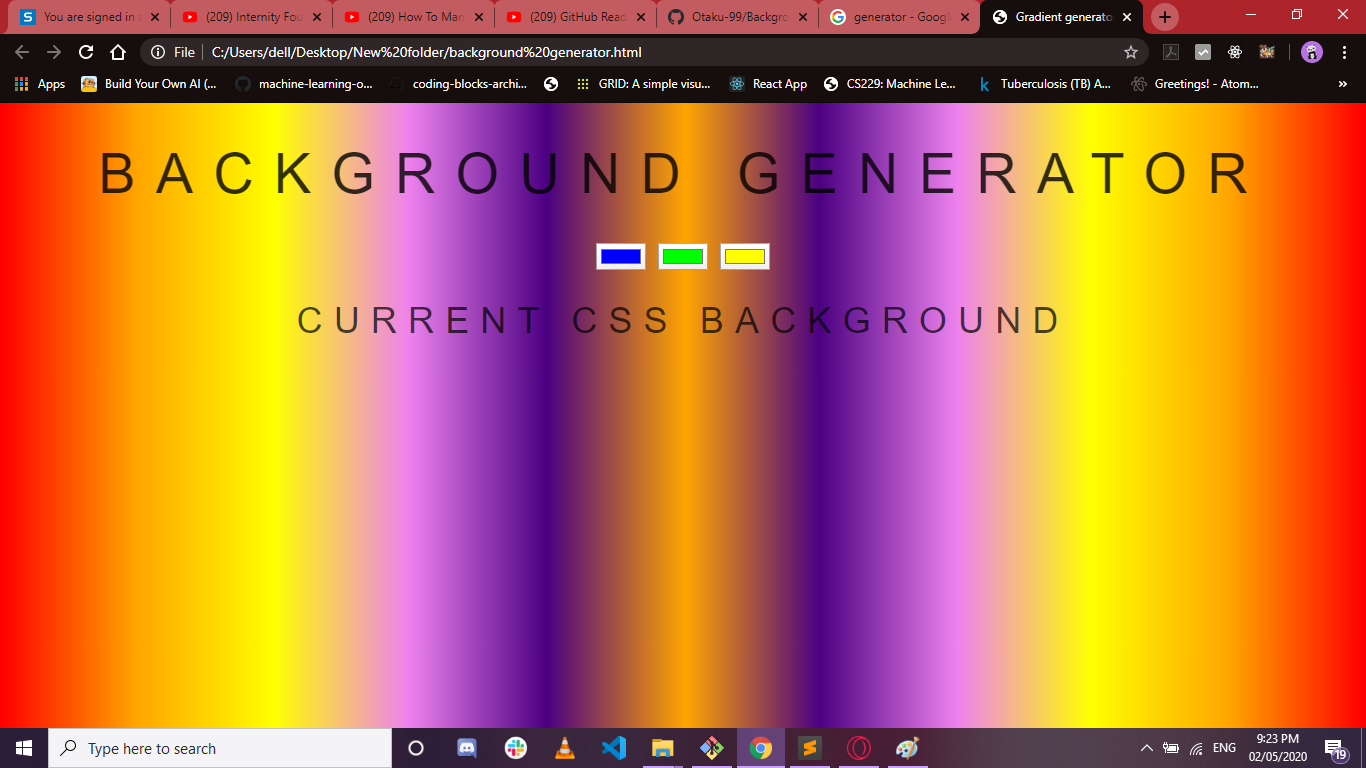 You are signed in a
(209) Internity Fou
(209) How To Man
(209) GitHub Read
Otaku-99/Backgro
generator - Googl
Gradient generato
File C:/Users/dell/Desktop/New%20folder/background%20generator.html
Apps Build Your Own AI (... machine-learning-o... coding-blocks-archi... GRID: A simple visu... React App CS229: Machine Le... Tuberculosis (TB) A... Greetings! - Atom... »
BACKGROUND GENERATOR
CURRENT CSS BACKGROUND
Type here to search
ENG
9:23 PM
02/05/2020
19